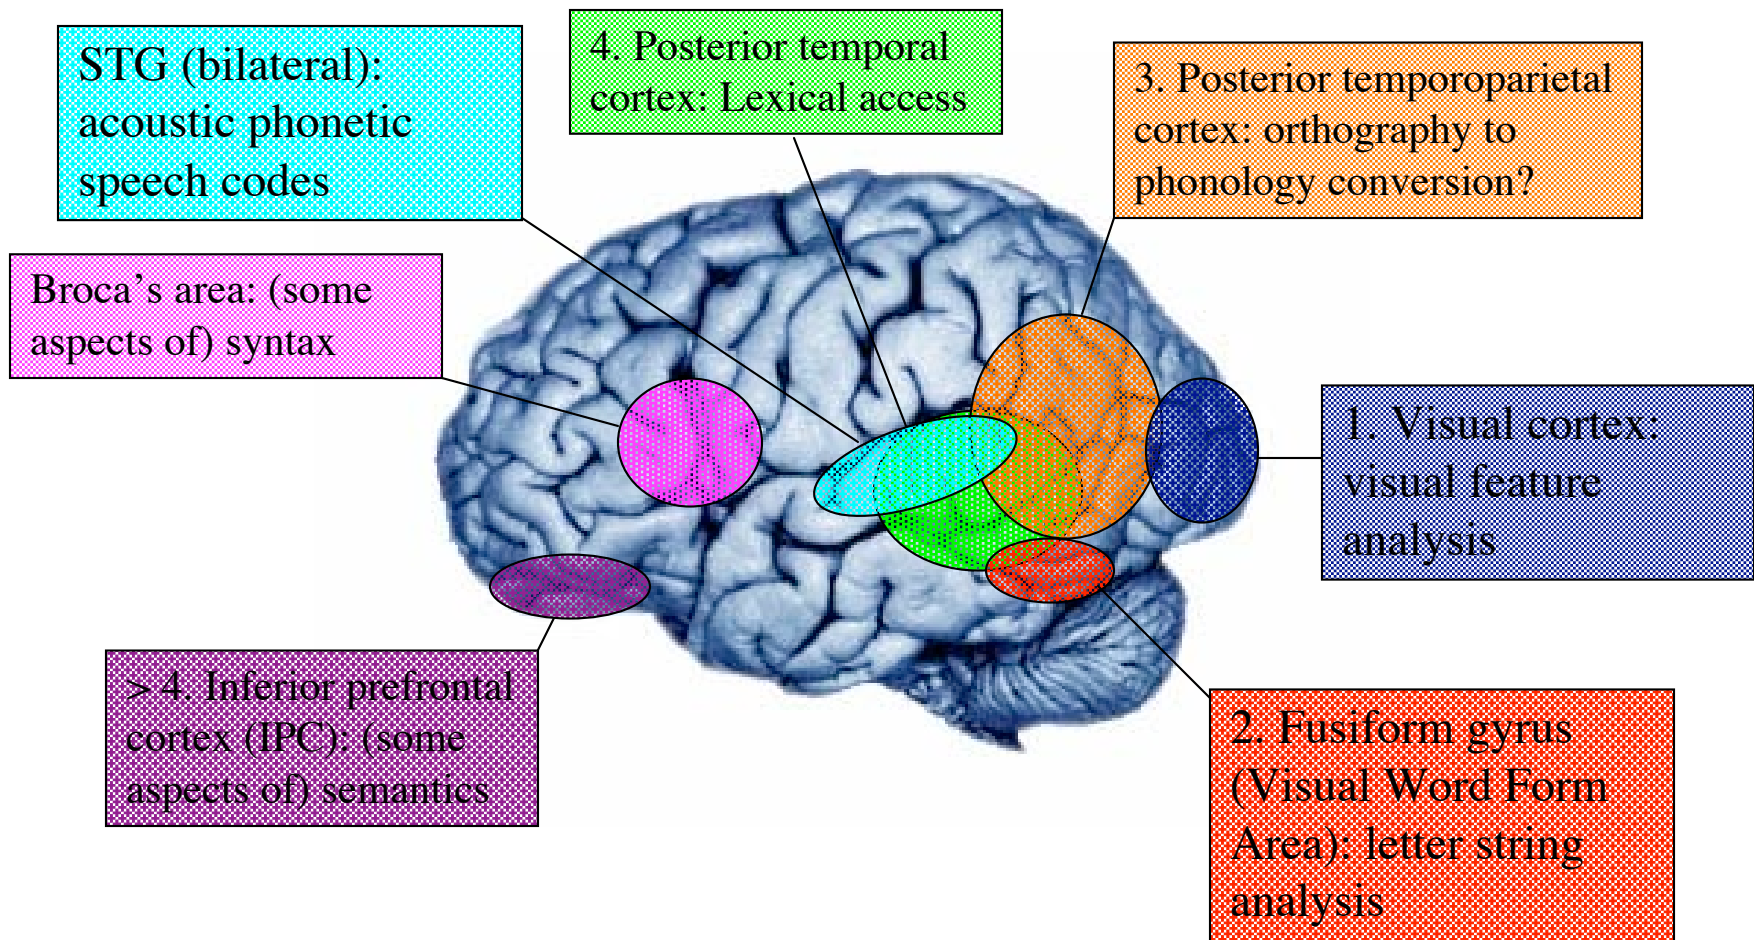 STG (bilateral):
acoustic phonetic
speech codes
4. Posterior temporal
cortex: Lexical access
3. Posterior temporoparietal
cortex: orthography to
phonology conversion?
Broca’s area: (some
aspects of) syntax
1. Visual cortex:
visual feature
analysis
> 4. Inferior prefrontal
cortex (IPC): (some
aspects of) semantics
2. Fusiform gyrus
(Visual Word Form
Area): letter string
analysis